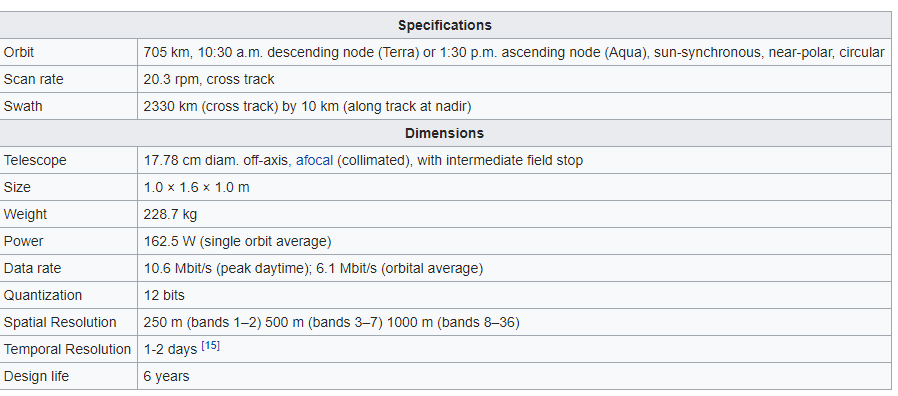 Specifications
Orbit 705 km, 10:30 a.m. descending node (Terra) or 1:30 p.m. ascending node (Aqua), sun-synchronous, near-polar, circular
Scan rate 20.3 rpm, cross track
Swath 2330 km (cross track) by 10 km (along track at nadir)
Dimensions
Telescope 17.78 cm diam. off-axis, afocal (collimated), with intermediate field stop
Size 1.0 × 1.6 × 1.0 m
Weight 228.7 kg
Power 162.5 W (single orbit average)
Data rate 10.6 Mbit/s (peak daytime); 6.1 Mbit/s (orbital average)
Quantization 12 bits
Spatial Resolution 250 m (bands 1–2) 500 m (bands 3–7) 1000 m (bands 8–36)
Temporal Resolution 1-2 days [15]
Design life 6 years